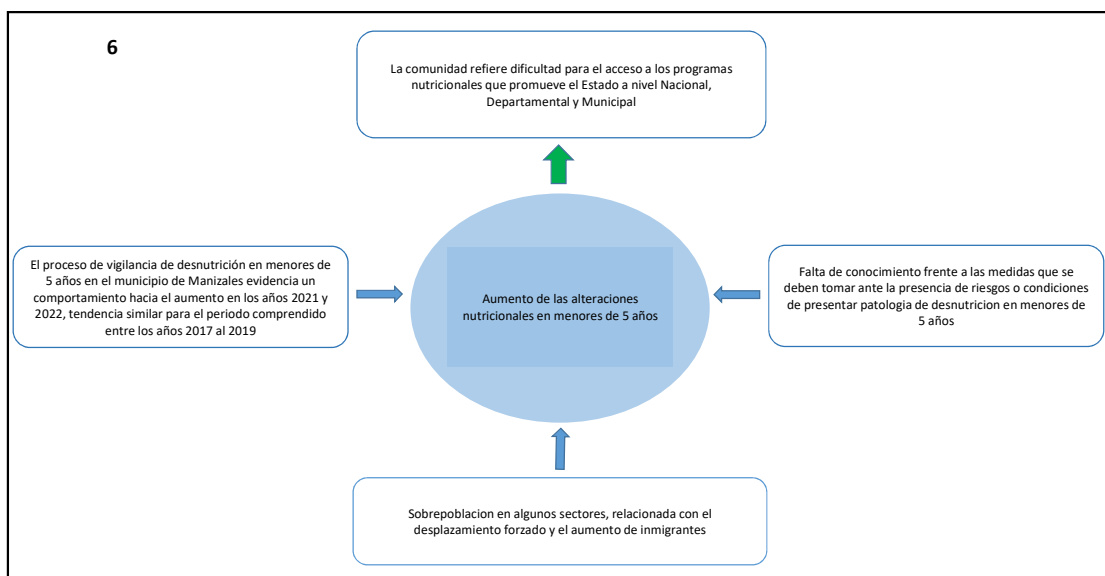 6
La comunidad refiere dificultad para el acceso a los programas
nutricionales que promueve el Estado a nivel Nacional,
Departamental y Municipal
El proceso de vigilancia de desnutrición en menores de
5 años en el municipio de Manizales evidencia un
comportamiento hacia el aumento en los años 2021 y
2022, tendencia similar para el periodo comprendido
entre los años 2017 al 2019
Aumento de las alteraciones
nutricionales en menores de 5 años
Falta de conocimiento frente a las medidas que se
deben tomar ante la presencia de riesgos o condiciones
de presentar patologia de desnutricion en menores de
5 años
Sobrepoblacion en algunos sectores, relacionada con el
desplazamiento forzado y el aumento de inmigrantes